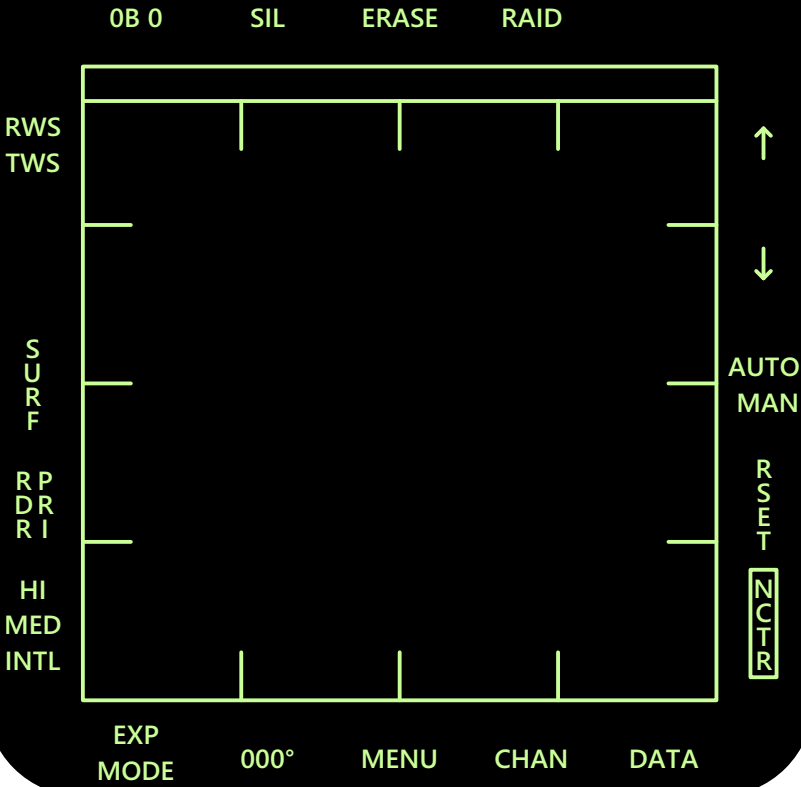 0B 0 SIL ERASE RAID
RWS
TWS
SURF
RDR PRI
HI
MED
INTL
↑
↓
AUTO
MAN
RSET
NCTR
EXP
MODE
000° MENU CHAN DATA